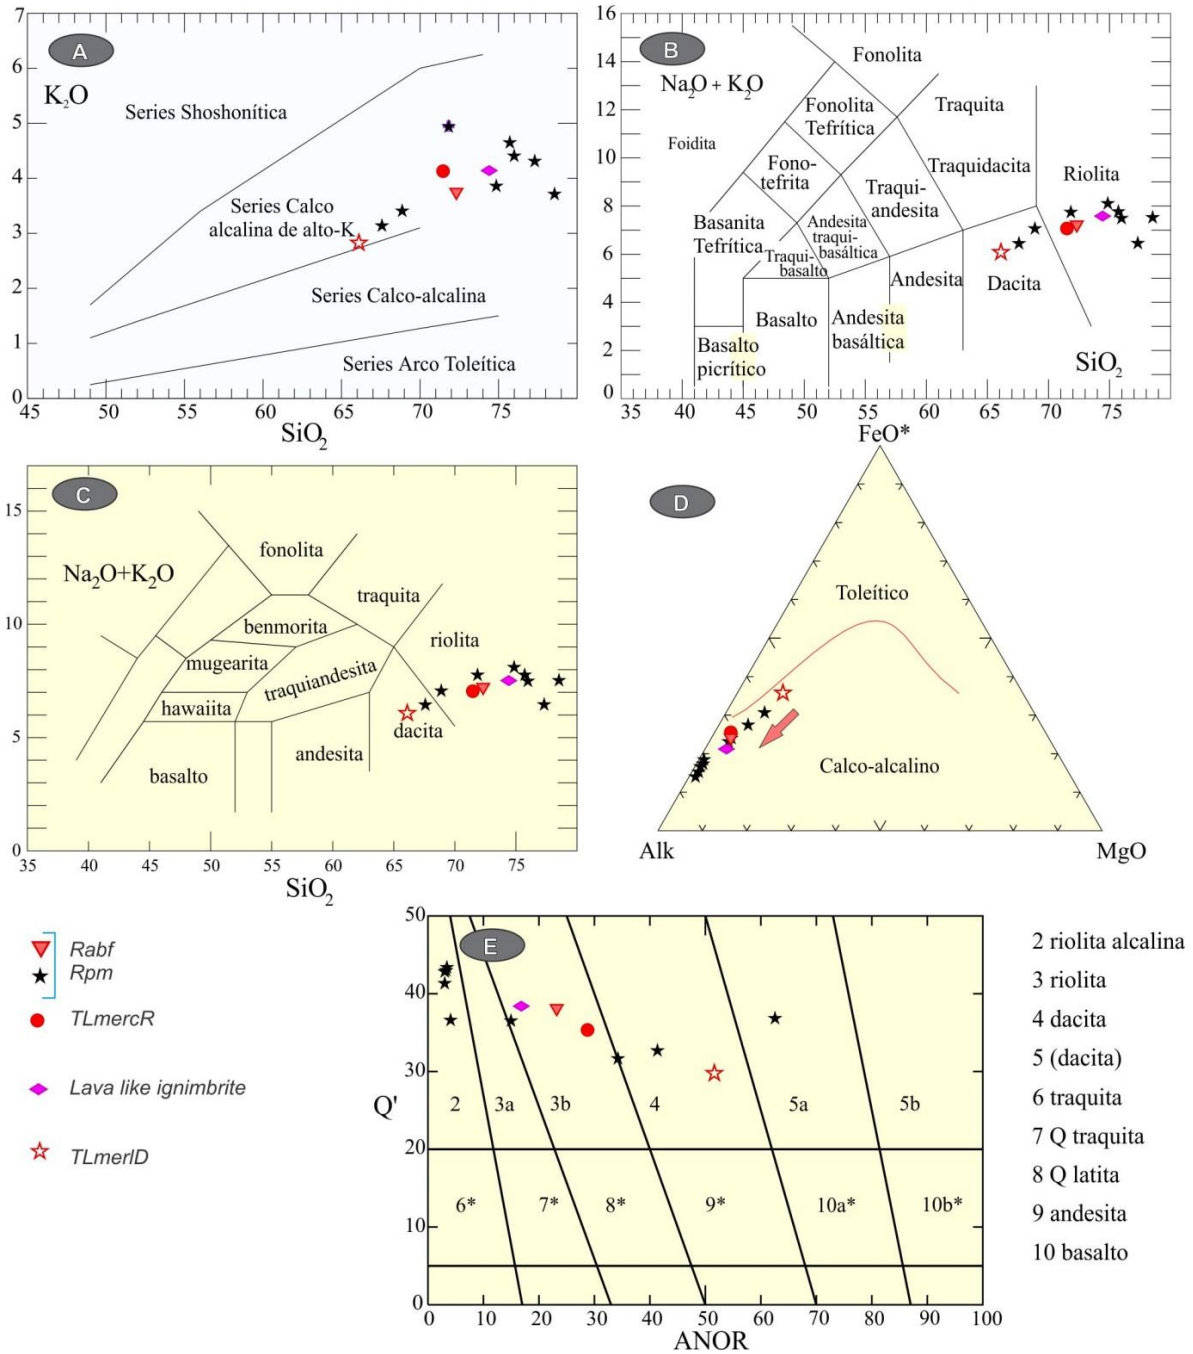 A
K₂O
7
6
5
4
3
2
1
0
Series Shoshonítica
Series Calco
alcalina de alto-K
Series Calco-alcalina
Series Arco Toleítica
45 50 55 60 65 70 75 80
SiO₂
B
Na₂O + K₂O
16
14
12
10
8
6
4
2
0
Fonolita
Fonolita
Tefrítica
Traquita
Foidita
Fono-
tefrita
Traquidacita
Riolita
Traqui-
andesita
Basanita
Tefrítica
Andesita
traqui-
basáltica
Traqui-
basalto
Andesita
Dacita
Basalto
Andesita
basáltica
Basalto
picrítico
SiO₂
35 40 45 50 55 60 65 70 75
C
Na₂O+K₂O
15
10
5
0
fonolita
traquita
benmorita
riolita
mugearita
traquiandesita
hawaiita
dacita
andesita
basalto
35 40 45 50 55 60 65 70 75
SiO₂
FeO*
D
Toleítico
Calco-alcalino
Alk
MgO
Rabf
Rpm
TLmercR
Lava like ignimbrite
TLmerlD
E
50
40
30
20
10
0
Q'
2 3a 3b 4 5a 5b
6* 7* 8* 9* 10a* 10b*
0 10 20 30 40 50 60 70 80 90 100
ANOR
2 riolita alcalina
3 riolita
4 dacita
5 (dacita)
6 traquita
7 Q traquita
8 Q latita
9 andesita
10 basalto